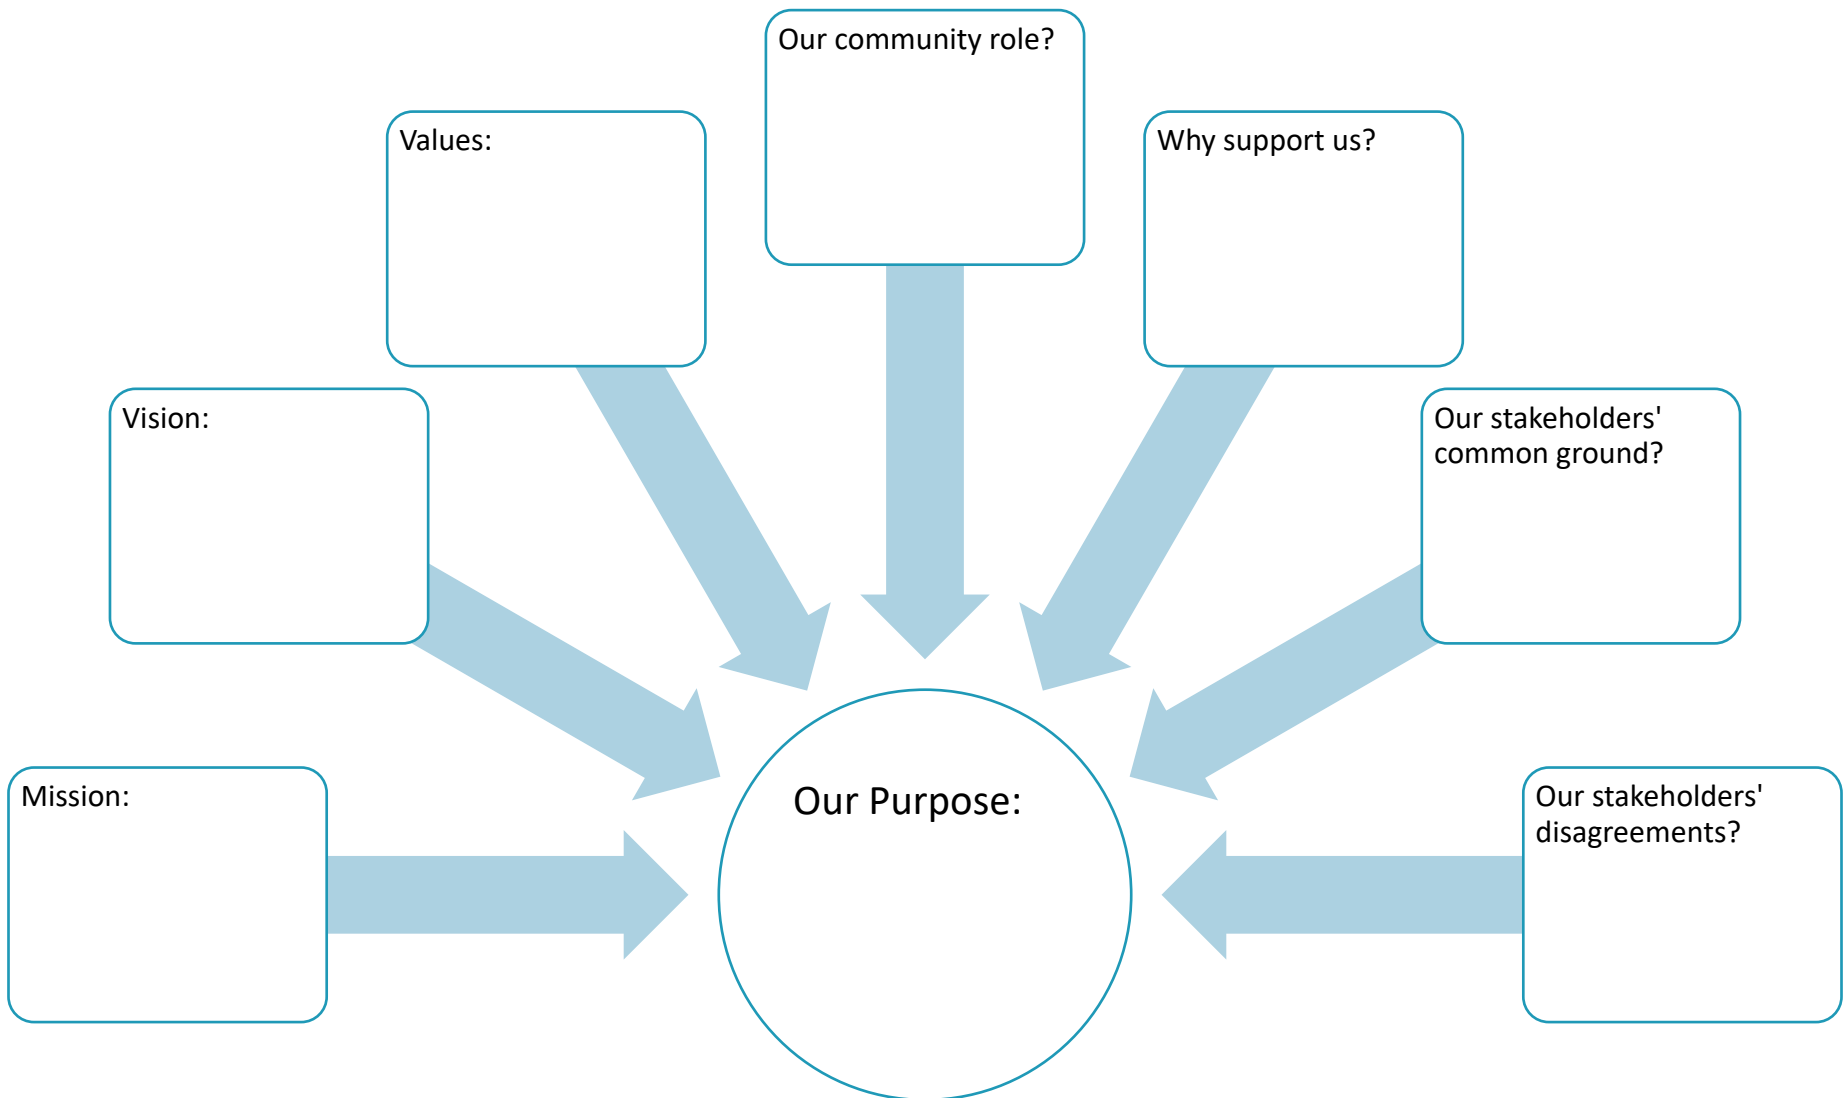 Our community role?
Values:
Why support us?
Vision:
Our stakeholders'
common ground?
Mission:
Our Purpose:
Our stakeholders'
disagreements?